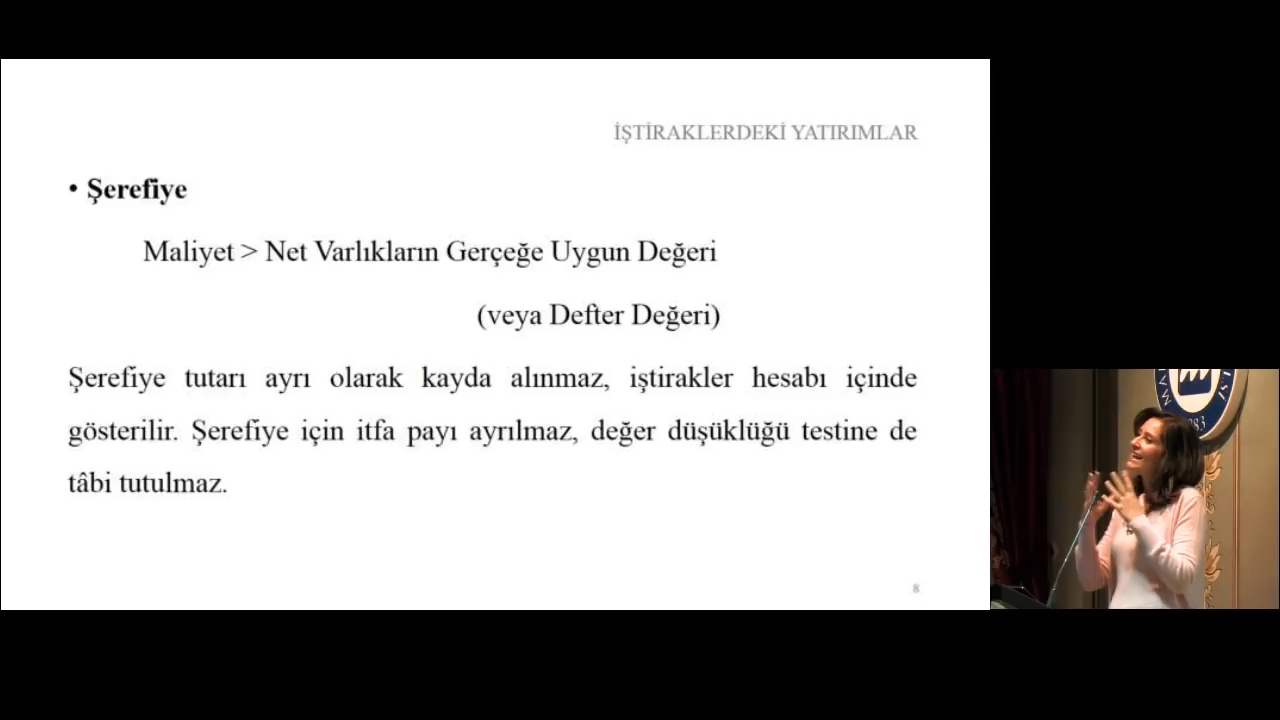 İŞTİRAKLERDEKİ YATIRIMLAR
• Şerefiye
Maliyet > Net Varlıkların Gerçeğe Uygun Değeri
(veya Defter Değeri)
Şerefiye tutarı ayrı olarak kayda alınmaz, iştirakler hesabı içinde
gösterilir. Şerefiye için itfa payı ayrılmaz, değer düşüklüğü testine de
tâbi tutulmaz.
8